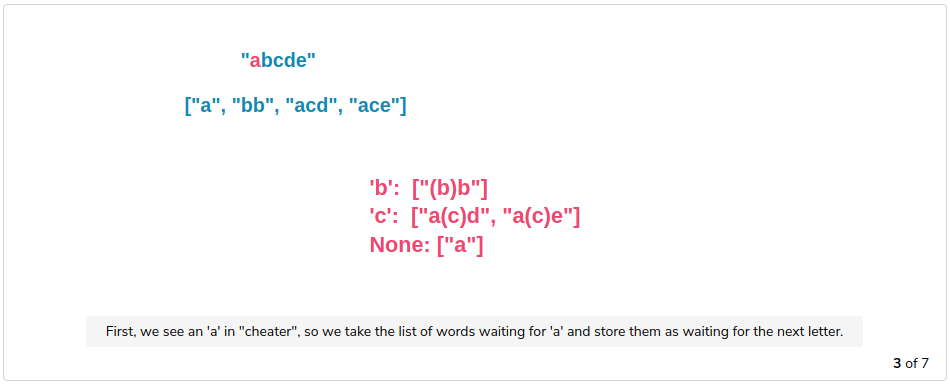 "abcde"
["a", "bb", "acd", "ace"]
'b': ["(b)b"]
'c': ["a(c)d", "a(c)e"]
None: ["a"]
First, we see an 'a' in "cheater", so we take the list of words waiting for 'a' and store them as waiting for the next letter.
3 of 7